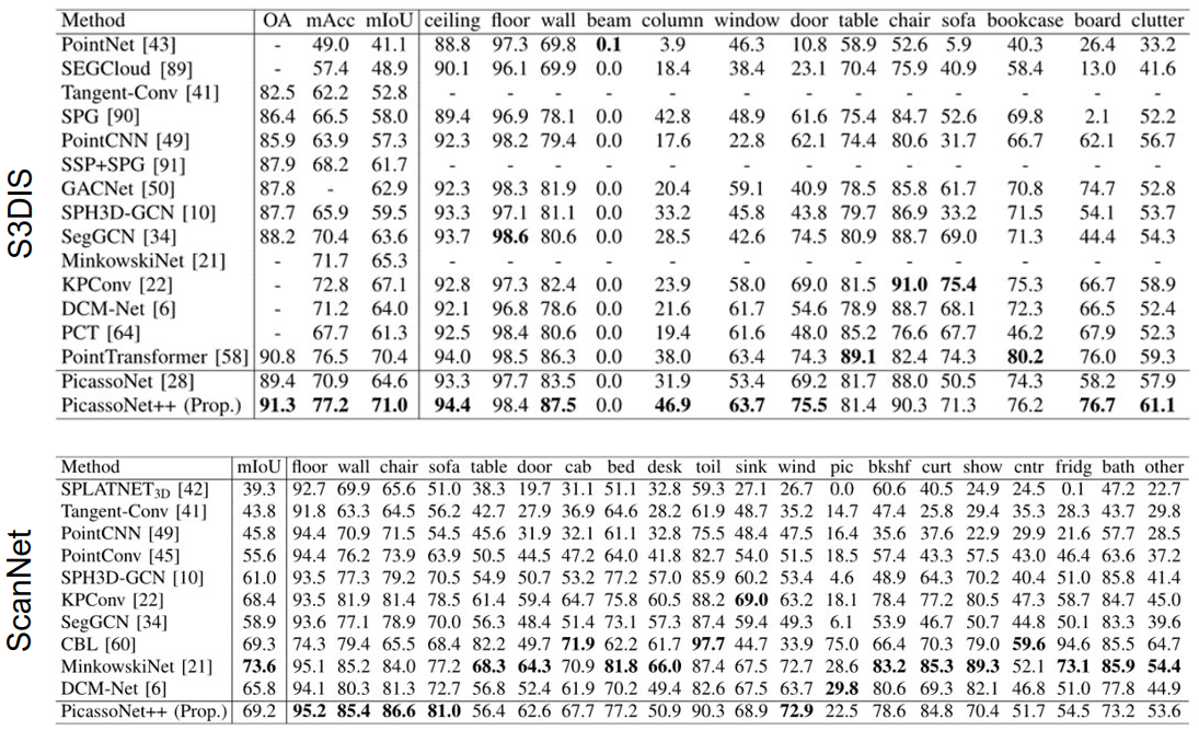 S3DIS
Method OA mAcc mIoU ceiling floor wall beam column window door table chair sofa bookcase board clutter
PointNet [43] - 49.0 41.1 88.8 97.3 69.8 0.1 3.9 46.3 10.8 58.9 52.6 5.9 40.3 26.4 33.2
SEGCloud [89] - 57.4 48.9 90.1 96.1 69.9 0.0 18.4 38.4 23.1 70.4 75.9 40.9 58.4 13.0 41.6
Tangent-Conv [41] 82.5 62.2 52.8 - - - - - - - - - - - - -
SPG [90] 86.4 66.5 58.0 89.4 96.9 78.1 0.0 42.8 48.9 61.6 75.4 84.7 52.6 69.8 2.1 52.2
PointCNN [49] 85.9 63.9 57.3 92.3 98.2 79.4 0.0 17.6 22.8 62.1 74.4 80.6 31.7 66.7 62.1 56.7
SSP+SPG [91] 87.9 68.2 61.7 - - - - - - - - - - - - -
GACNet [50] 87.8 - 62.9 92.3 98.3 81.9 0.0 20.4 59.1 40.9 78.5 85.8 61.7 70.8 74.7 52.8
SPH3D-GCN [10] 87.7 65.9 59.5 93.3 97.1 81.1 0.0 33.2 45.8 43.8 79.7 86.9 33.2 71.5 54.1 53.7
SegGCN [34] 88.2 70.4 63.6 93.7 98.6 80.6 0.0 28.5 42.6 74.5 80.9 88.7 69.0 71.3 44.4 54.3
MinkowskiNet [21] - 71.7 65.3 - - - - - - - - - - - - -
KPConv [22] - 72.8 67.1 92.8 97.3 82.4 0.0 23.9 58.0 69.0 81.5 91.0 75.4 75.3 66.7 58.9
DCM-Net [6] - 71.2 64.0 92.1 96.8 78.6 0.0 21.6 61.7 54.6 78.9 88.7 68.1 72.3 66.5 52.4
PCT [64] - 67.7 61.3 92.5 98.4 80.6 0.0 19.4 61.6 48.0 85.2 76.6 67.7 46.2 67.9 52.3
PointTransformer [58] 90.8 76.5 70.4 94.0 98.5 86.3 0.0 38.0 63.4 74.3 89.1 82.4 74.3 80.2 76.0 59.3
PicassoNet [28] 89.4 70.9 64.6 93.3 97.7 83.5 0.0 31.9 53.4 69.2 81.7 88.0 50.5 74.3 58.2 57.9
PicassoNet++ (Prop.) 91.3 77.2 71.0 94.4 98.4 87.5 0.0 46.9 63.7 75.5 81.4 90.3 71.3 76.2 76.7 61.1
ScanNet
Method mIoU floor wall chair sofa table door cab bed desk toil sink wind pic bkshf curt show cntr fridg bath other
SPLATNET3D [42] 39.3 92.7 69.9 65.6 51.0 38.3 19.7 31.1 51.1 32.8 59.3 27.1 26.7 0.0 60.6 40.5 24.9 24.5 0.1 47.2 22.7
Tangent-Conv [41] 43.8 91.8 63.3 64.5 56.2 42.7 27.9 36.9 64.6 28.2 61.9 48.7 35.2 14.7 47.4 25.8 29.4 35.3 28.3 43.7 29.8
PointCNN [49] 45.8 94.4 70.9 71.5 54.5 45.6 31.9 32.1 61.1 32.8 75.5 48.4 47.5 16.4 35.6 37.6 22.9 29.9 21.6 57.7 28.5
PointConv [45] 55.6 94.4 76.2 73.9 63.9 50.5 44.5 47.2 64.0 41.8 82.7 54.0 51.5 18.5 57.4 43.3 57.5 43.0 46.4 63.6 37.2
SPH3D-GCN [10] 61.0 93.5 77.3 79.2 70.5 54.9 50.7 53.2 77.2 57.0 85.9 60.2 53.4 4.6 48.9 64.3 70.2 40.4 51.0 85.8 41.4
KPConv [22] 68.4 93.5 81.9 81.4 78.5 61.4 59.4 64.7 75.8 60.5 88.2 69.0 63.2 18.1 78.4 77.2 80.5 47.3 58.7 84.7 45.0
SegGCN [34] 58.9 93.6 77.1 78.9 70.0 56.3 48.4 51.4 73.1 57.3 87.4 59.4 49.3 6.1 53.9 46.7 50.7 44.8 50.1 83.3 39.6
CBL [60] 69.3 74.3 79.4 65.5 68.4 82.2 49.7 71.9 62.2 61.7 97.7 44.7 33.9 75.0 66.4 70.3 79.0 59.6 94.6 85.5 64.7
MinkowskiNet [21] 73.6 95.1 85.2 84.0 77.2 68.3 64.3 70.9 81.8 66.0 87.4 67.5 72.7 28.6 83.2 85.3 89.3 52.1 73.1 85.9 54.4
DCM-Net [6] 65.8 94.1 80.3 81.3 72.7 56.8 52.4 61.9 70.2 49.4 82.6 67.5 63.7 29.8 80.6 69.3 82.1 46.8 51.0 77.8 44.9
PicassoNet++ (Prop.) 69.2 95.2 85.4 86.6 81.0 56.4 62.6 67.7 77.2 50.9 90.3 68.9 72.9 22.5 78.6 84.8 70.4 51.7 54.5 73.2 53.6